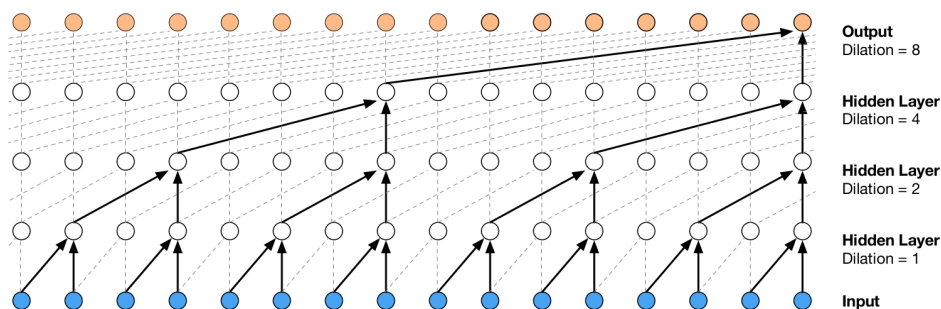 Output
Dilation = 8
Hidden Layer
Dilation = 4
Hidden Layer
Dilation = 2
Hidden Layer
Dilation = 1
Input